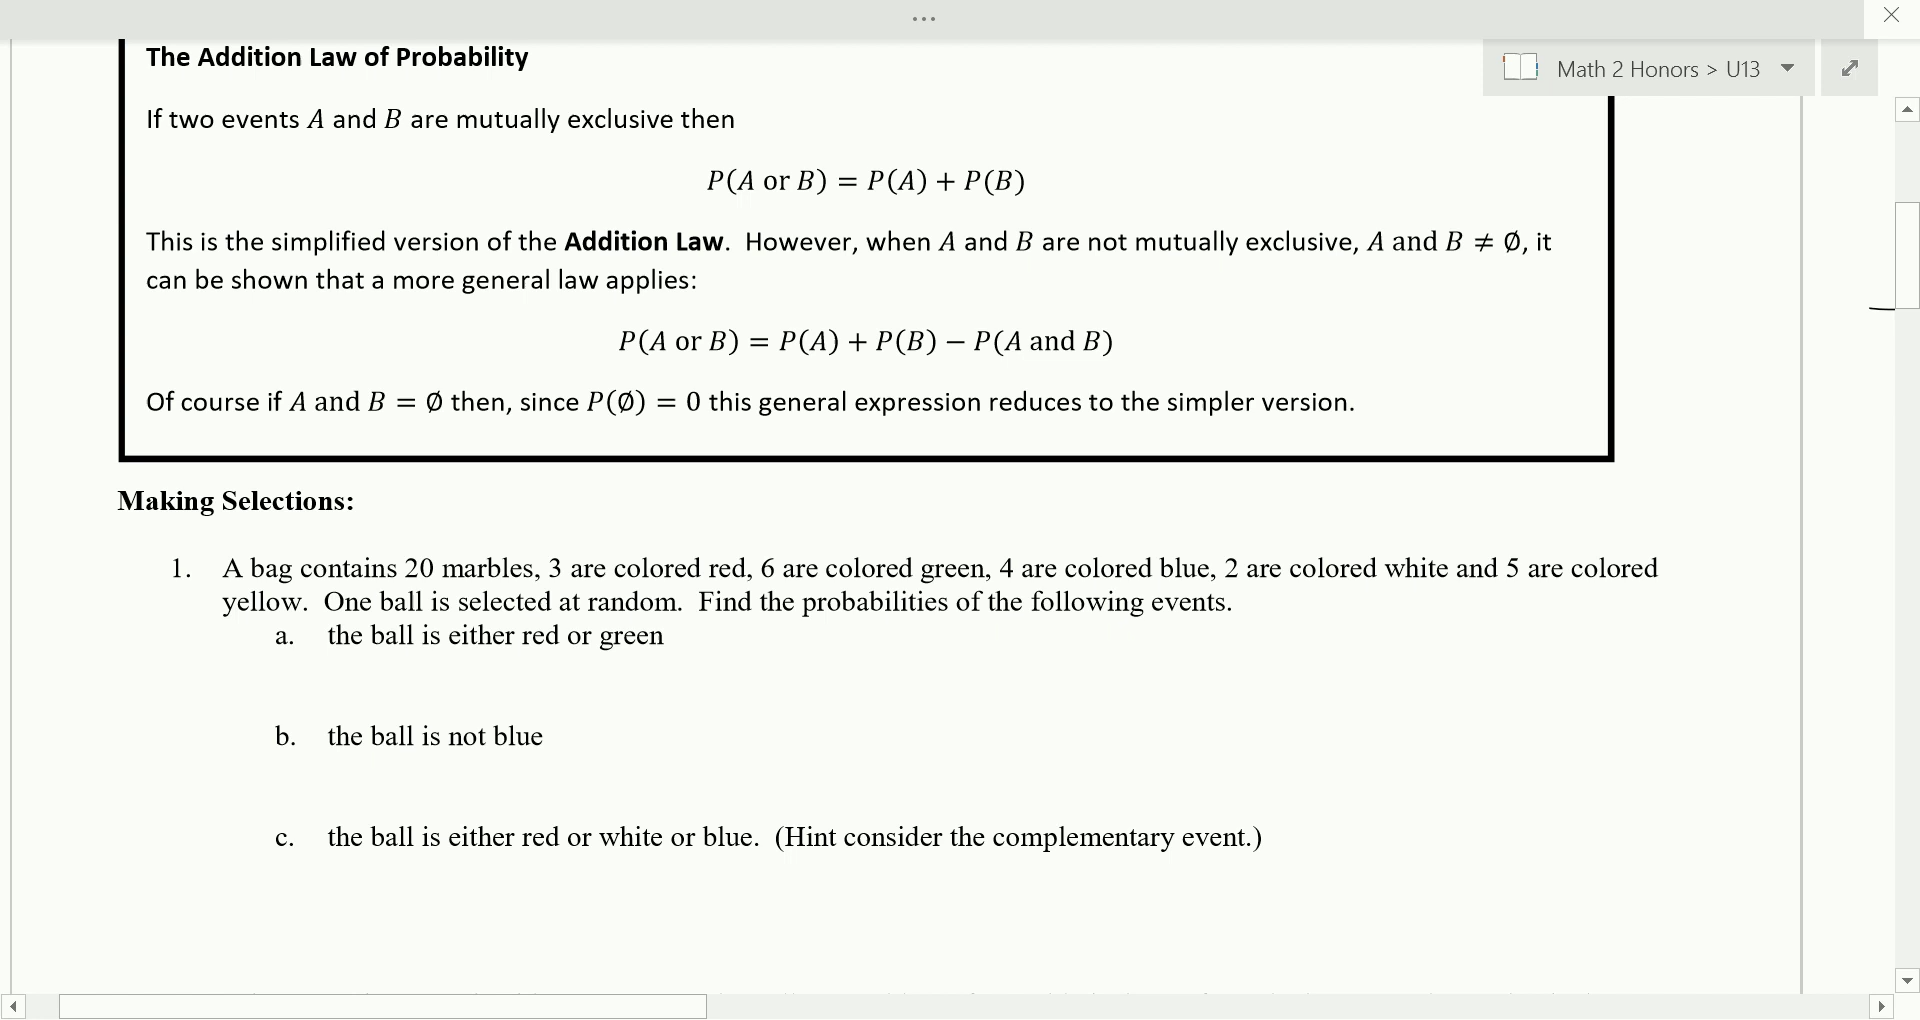 ...
Math 2 Honors > U13
The Addition Law of Probability
If two events A and B are mutually exclusive then
P(A or B) = P(A) + P(B)
This is the simplified version of the Addition Law. However, when A and B are not mutually exclusive, A and B ≠ ∅, it
can be shown that a more general law applies:
P(A or B) = P(A) + P(B) − P(A and B)
Of course if A and B = ∅ then, since P(∅) = 0 this general expression reduces to the simpler version.
Making Selections:
1. A bag contains 20 marbles, 3 are colored red, 6 are colored green, 4 are colored blue, 2 are colored white and 5 are colored
yellow. One ball is selected at random. Find the probabilities of the following events.
a. the ball is either red or green
b. the ball is not blue
c. the ball is either red or white or blue. (Hint consider the complementary event.)